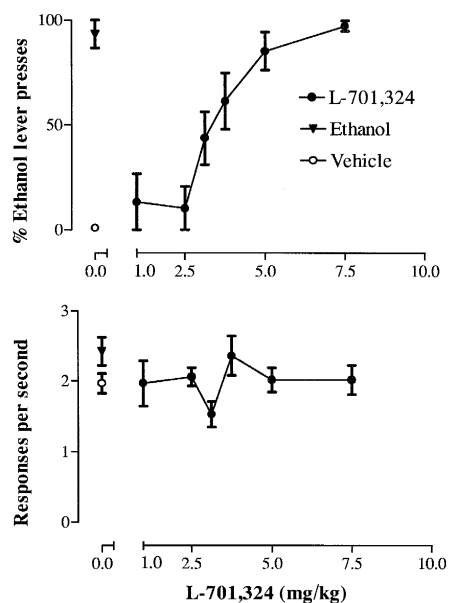 % Ethanol lever presses
100
50
0
L-701,324
Ethanol
Vehicle
0.0 1.0 2.5 5.0 7.5 10.0
Responses per second
3
2
1
0
0.0 1.0 2.5 5.0 7.5 10.0
L-701,324 (mg/kg)